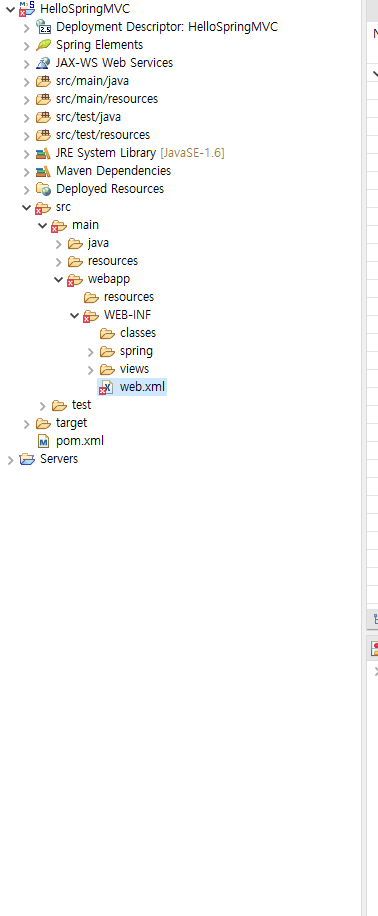 HelloSpringMVC
Deployment Descriptor: HelloSpringMVC
Spring Elements
JAX-WS Web Services
src/main/java
src/main/resources
src/test/java
src/test/resources
JRE System Library [JavaSE-1.6]
Maven Dependencies
Deployed Resources
src
main
java
resources
webapp
resources
WEB-INF
classes
spring
views
web.xml
test
target
pom.xml
Servers